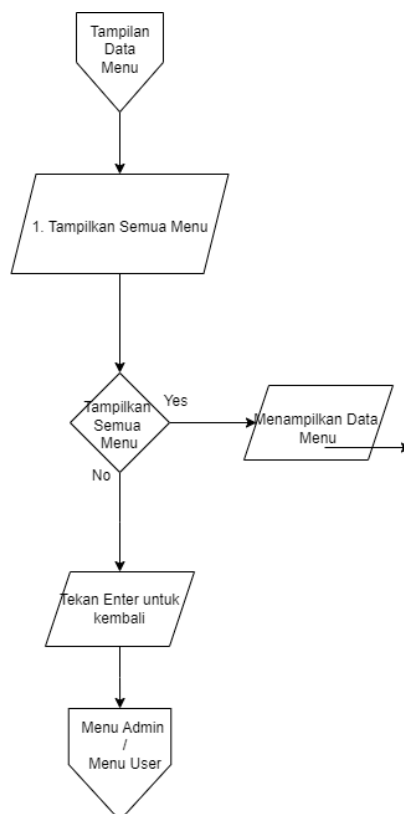 Tampilan
Data
Menu
1. Tampilkan Semua Menu
Tampilkan
Semua
Menu
Yes
Menampilkan Data
Menu
No
Tekan Enter untuk
kembali
Menu Admin
/
Menu User